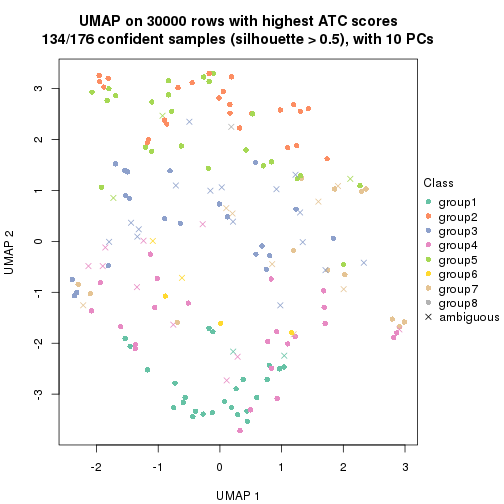 UMAP on 30000 rows with highest ATC scores
134/176 confident samples (silhouette > 0.5), with 10 PCs
3
2
1
0
-1
-2
-3
UMAP 2
-2
-1
0
1
2
3
UMAP 1
Class
group1
group2
group3
group4
group5
group6
group7
group8
ambiguous